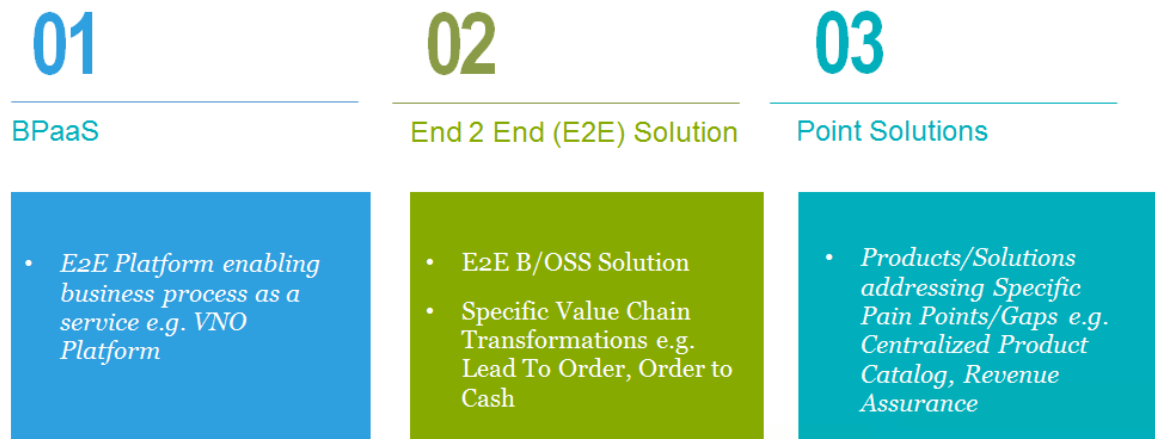 01
BPaaS
• E2E Platform enabling
business process as a
service e.g. VNO
Platform
02
End 2 End (E2E) Solution
• E2E B/OSS Solution
• Specific Value Chain
Transformations e.g.
Lead To Order, Order to
Cash
03
Point Solutions
• Products/Solutions
addressing Specific
Pain Points/Gaps e.g.
Centralized Product
Catalog, Revenue
Assurance